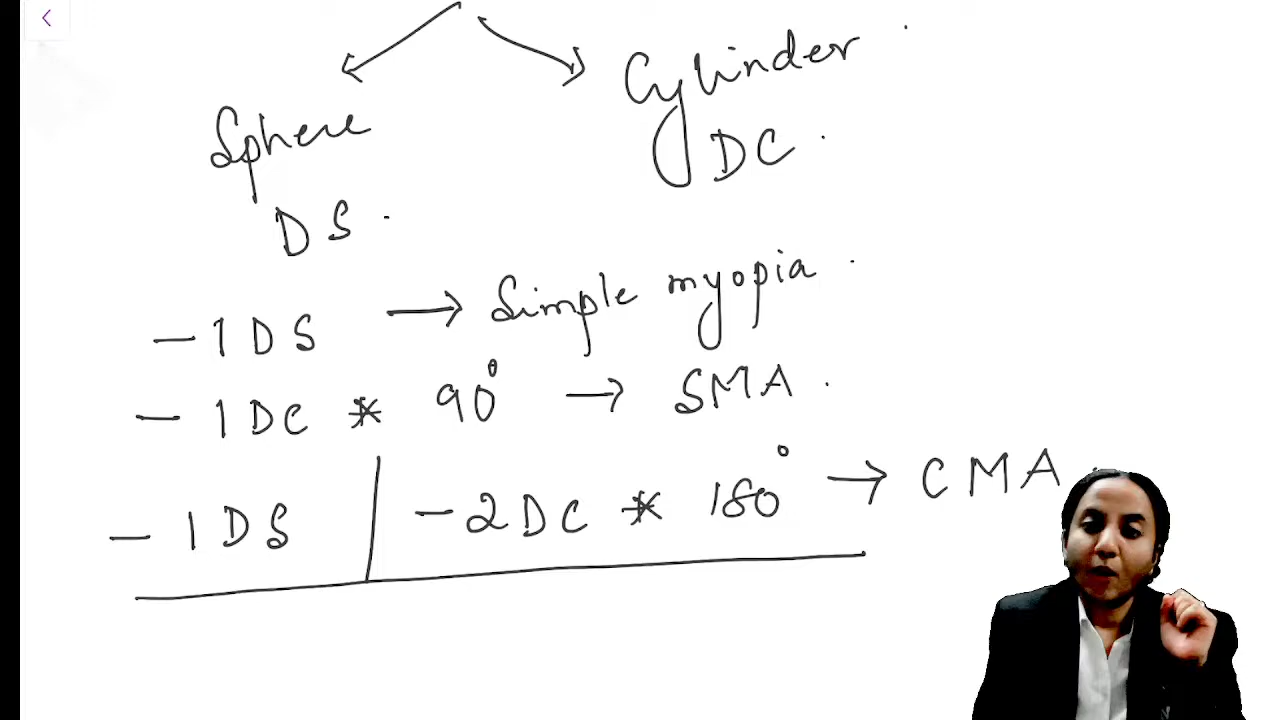 Sphere
DS.
Cylinder
DC.
- 1DS → Simple myopia.
- 1DC * 90° → SMA.
- 1DS | - 2DC * 180° → CMA